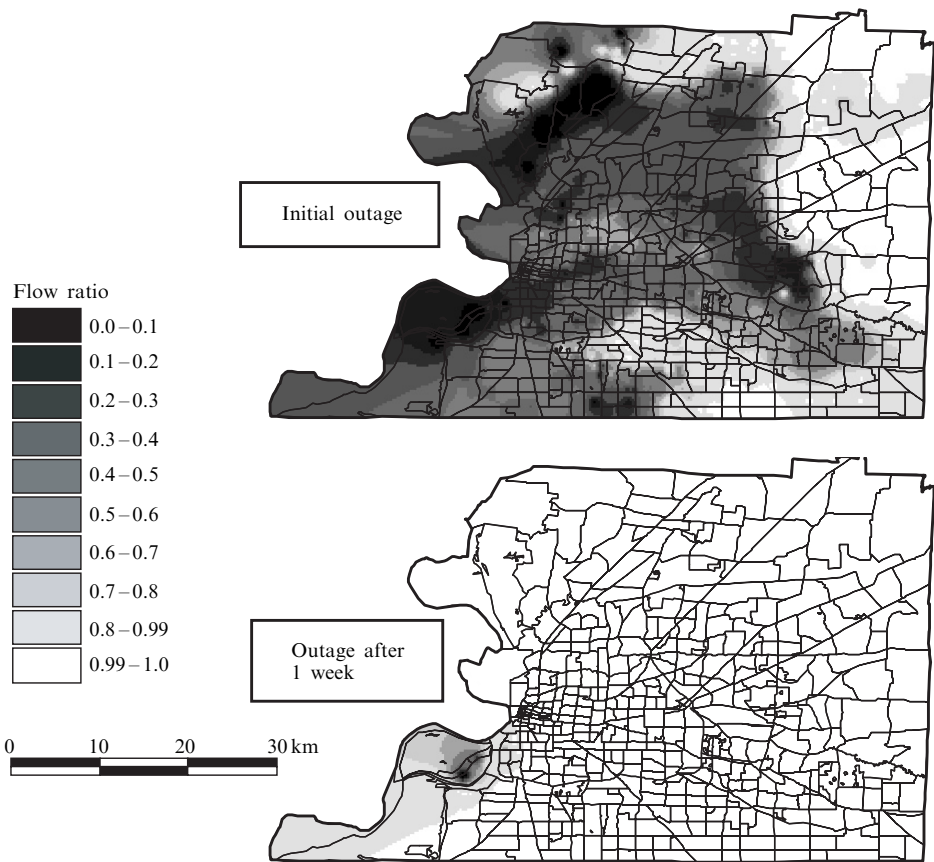 Initial outage
Flow ratio
0.0–0.1
0.1–0.2
0.2–0.3
0.3–0.4
0.4–0.5
0.5–0.6
0.6–0.7
0.7–0.8
0.8–0.99
0.99–1.0
Outage after
1 week
0 10 20 30 km